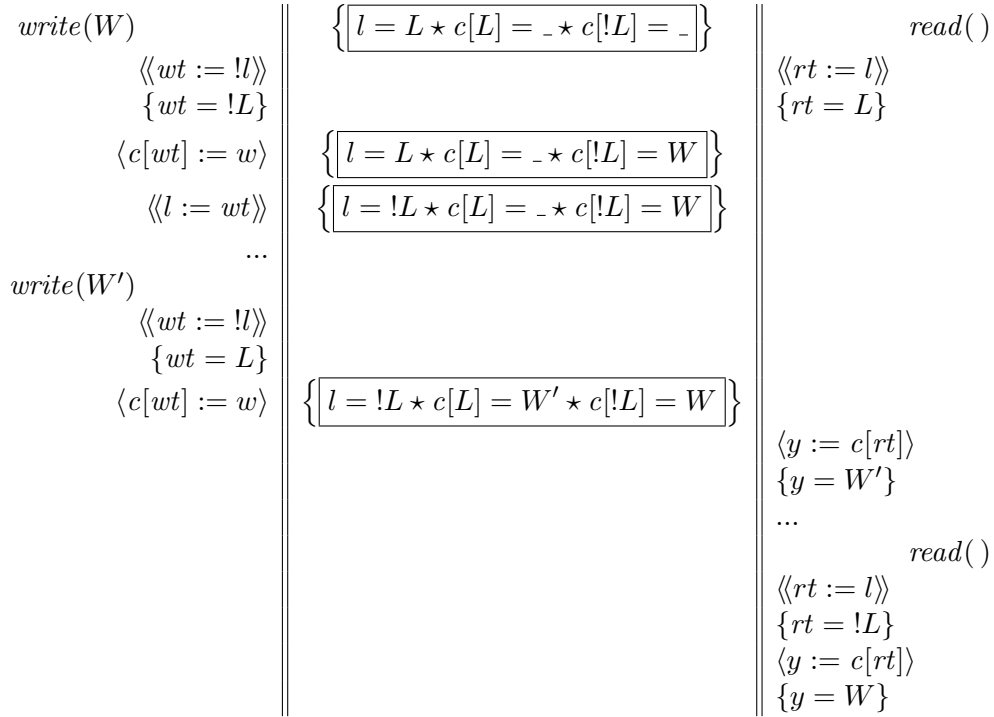 write(W) {l = L ⋆ c[L] = _ ⋆ c[!L] = _} read( )
⟪wt := !l⟫ ⟪rt := l⟫
{wt = !L} {rt = L}
⟨c[wt] := w⟩ {l = L ⋆ c[L] = _ ⋆ c[!L] = W}
⟪l := wt⟫ {l = !L ⋆ c[L] = _ ⋆ c[!L] = W}
...
write(W′)
⟪wt := !l⟫
{wt = L}
⟨c[wt] := w⟩ {l = !L ⋆ c[L] = W′ ⋆ c[!L] = W}
⟨y := c[rt]⟩
{y = W′}
...
read( )
⟪rt := l⟫
{rt = !L}
⟨y := c[rt]⟩
{y = W}